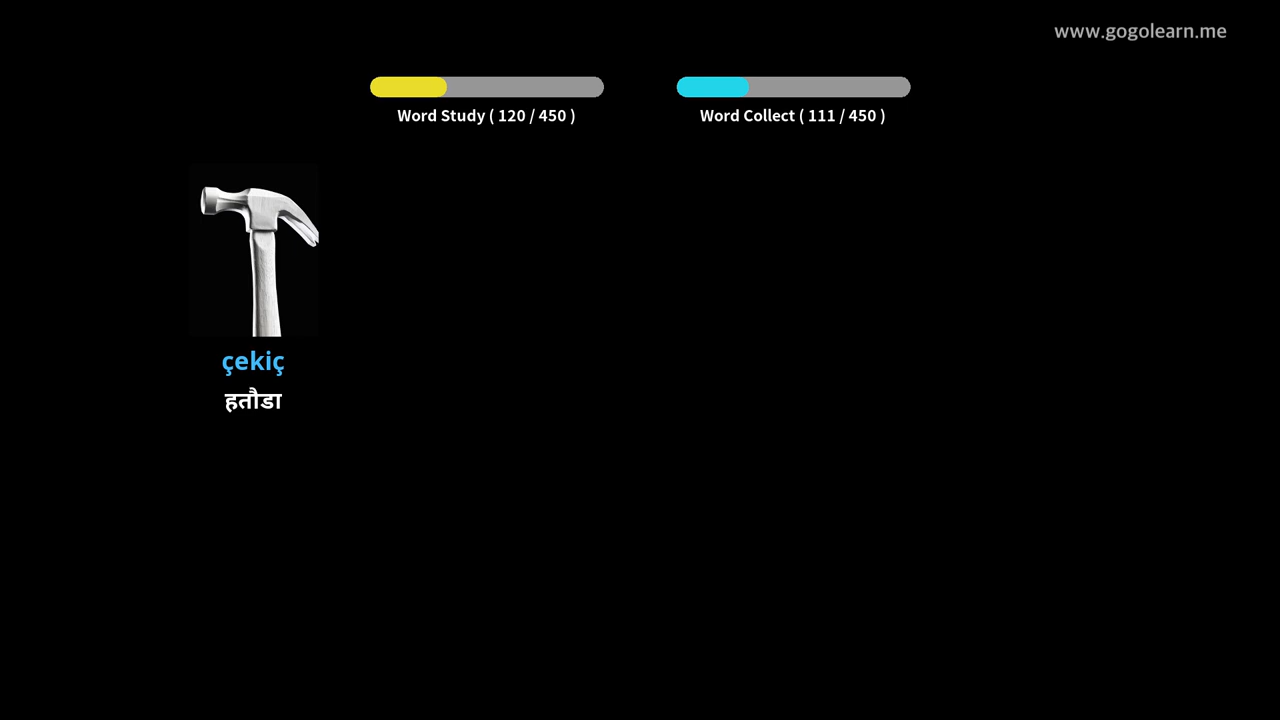 www.gogolearn.me
Word Study ( 120 / 450 )
Word Collect ( 111 / 450 )
çekiç
हतौडा